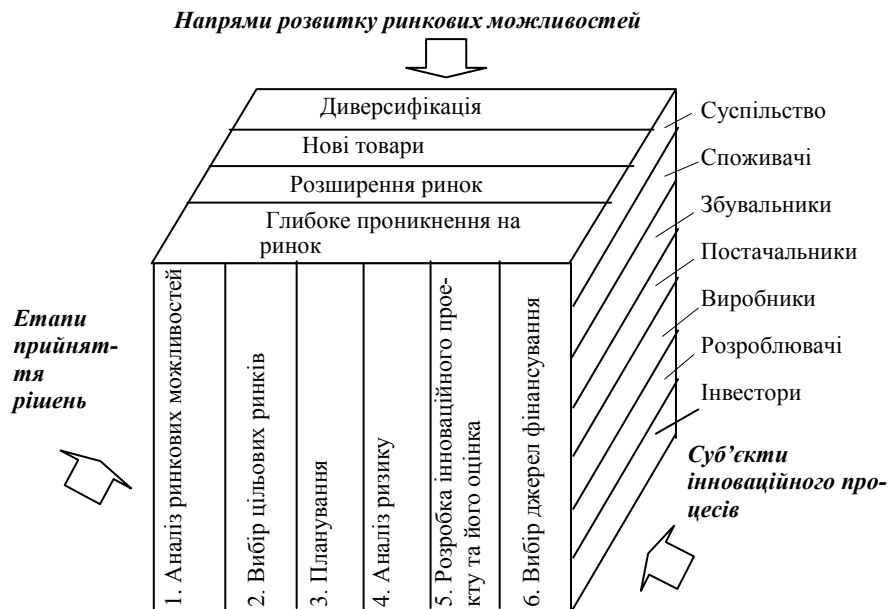 Напрями розвитку ринкових можливостей
Диверсифікація
Нові товари
Розширення ринок
Глибоке проникнення на
ринок
Суспільство
Споживачі
Збувальники
Постачальники
Виробники
Розроблювачі
Інвестори
Етапи
прийнят-
тя
рішень
1. Аналіз ринкових можливостей
2. Вибір цільових ринків
3. Планування
4. Аналіз ризику
5. Розробка інноваційного прое-
кту та його оцінка
6. Вибір джерел фінансування
Суб’єкти
інноваційного про-
цесів